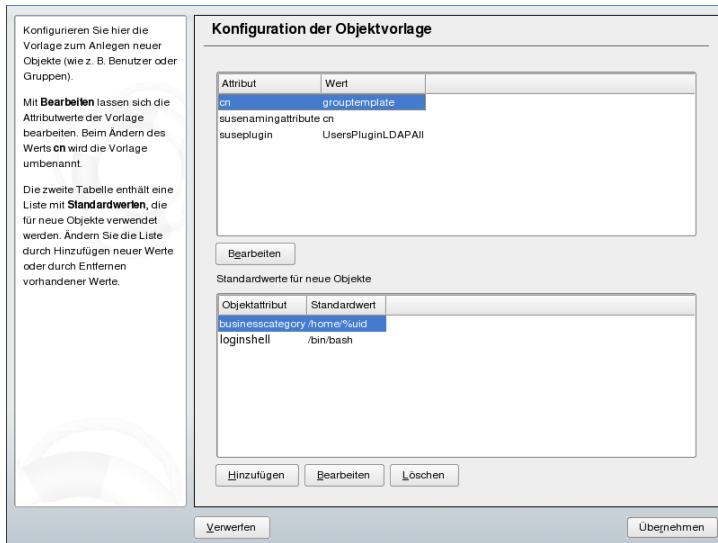 Konfigurieren Sie hier die
Vorlage zum Anlegen neuer
Objekte (wie z. B. Benutzer oder
Gruppen).
Mit Bearbeiten lassen sich die
Attributwerte der Vorlage
bearbeiten. Beim Ändern des
Werts cn wird die Vorlage
umbenannt.
Die zweite Tabelle enthält eine
Liste mit Standardwerten, die
für neue Objekte verwendet
werden. Ändern Sie die Liste
durch Hinzufügen neuer Werte
oder durch Entfernen
vorhandener Werte.
Konfiguration der Objektvorlage
Attribut Wert
cn grouptemplate
susenamingattribute cn
suseplugin UsersPluginLDAPAll
Bearbeiten
Standardwerte für neue Objekte
Objektattribut Standardwert
businesscategory /home/%uid
loginshell /bin/bash
Hinzufügen Bearbeiten Löschen
Verwerfen Übernehmen